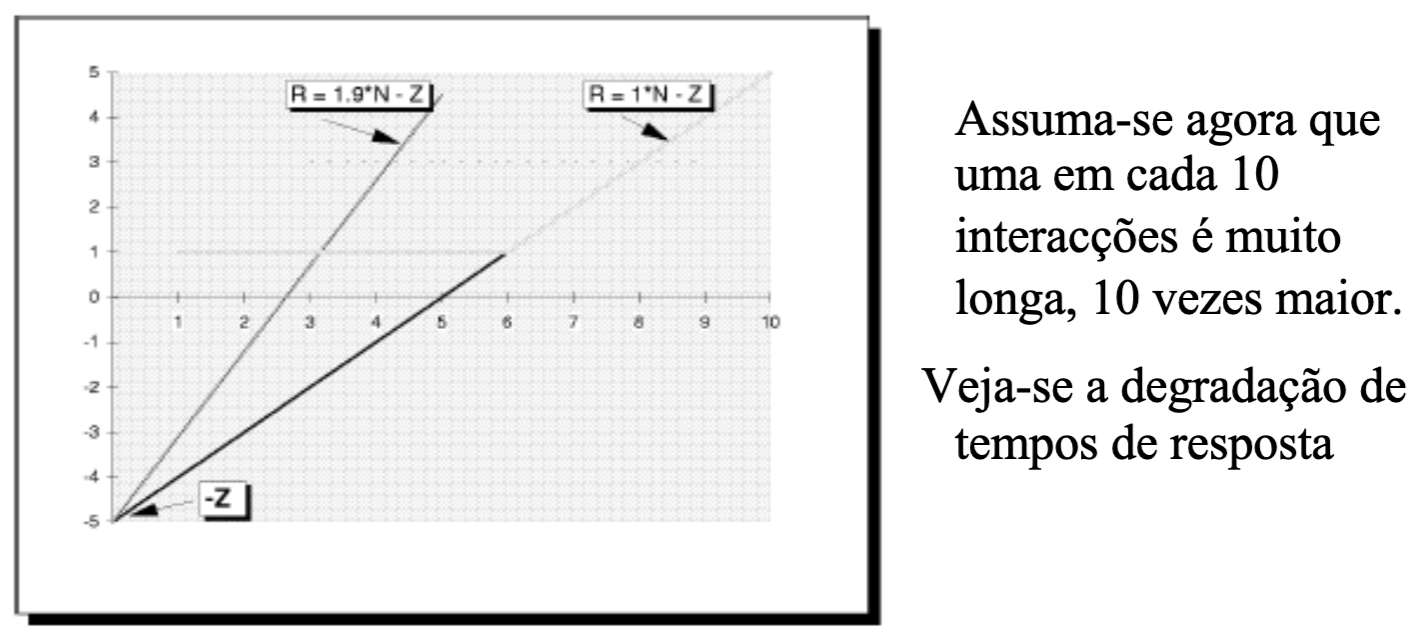 R = 1.9*N - Z
R = 1*N - Z
5
4
3
2
1
0
-1
-2
-3
-4
-5
1 2 3 4 5 6 7 8 9 10
-Z
Assuma-se agora que
uma em cada 10
interacções é muito
longa, 10 vezes maior.
Veja-se a degradação de
tempos de resposta